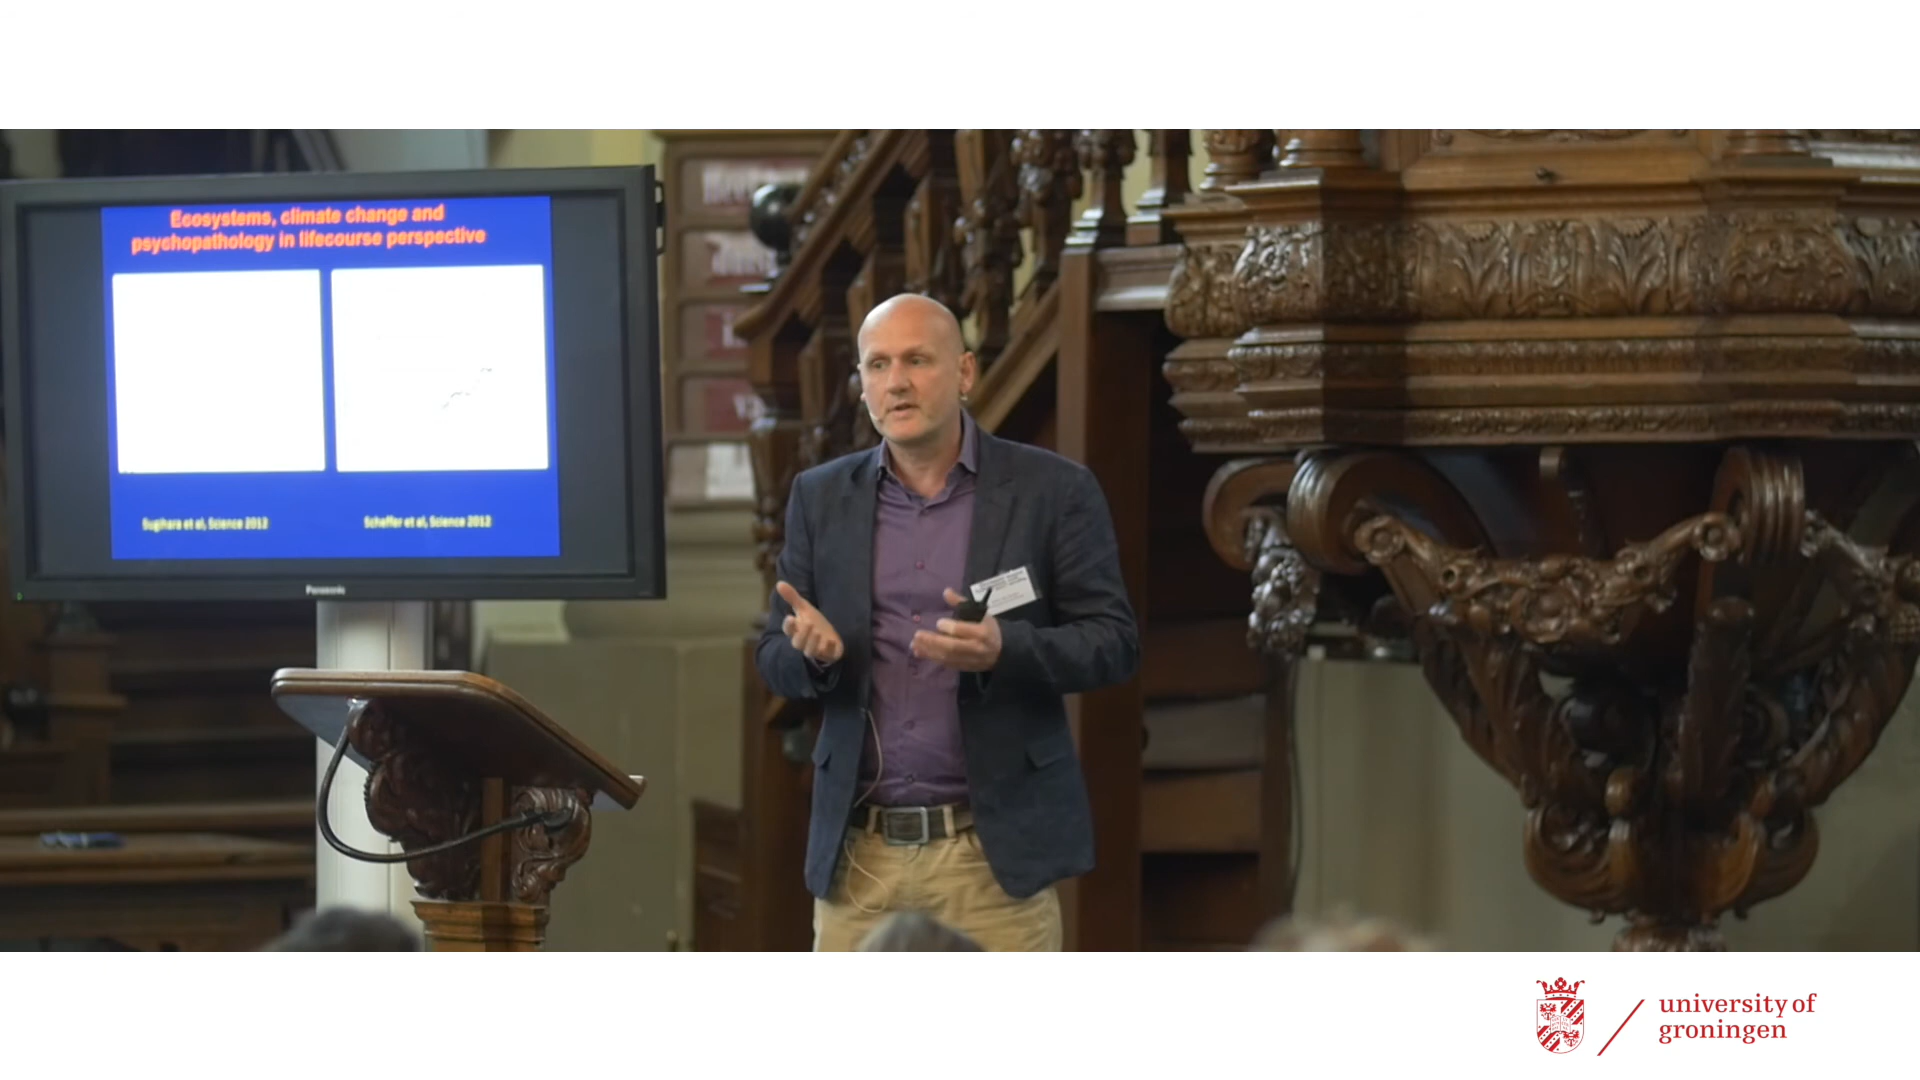 Ecosystems, climate change and
psychopathology in lifecourse perspective
Sugihara et al, Science 2012
Scheffer et al, Science 2012
Panasonic
university of
groningen